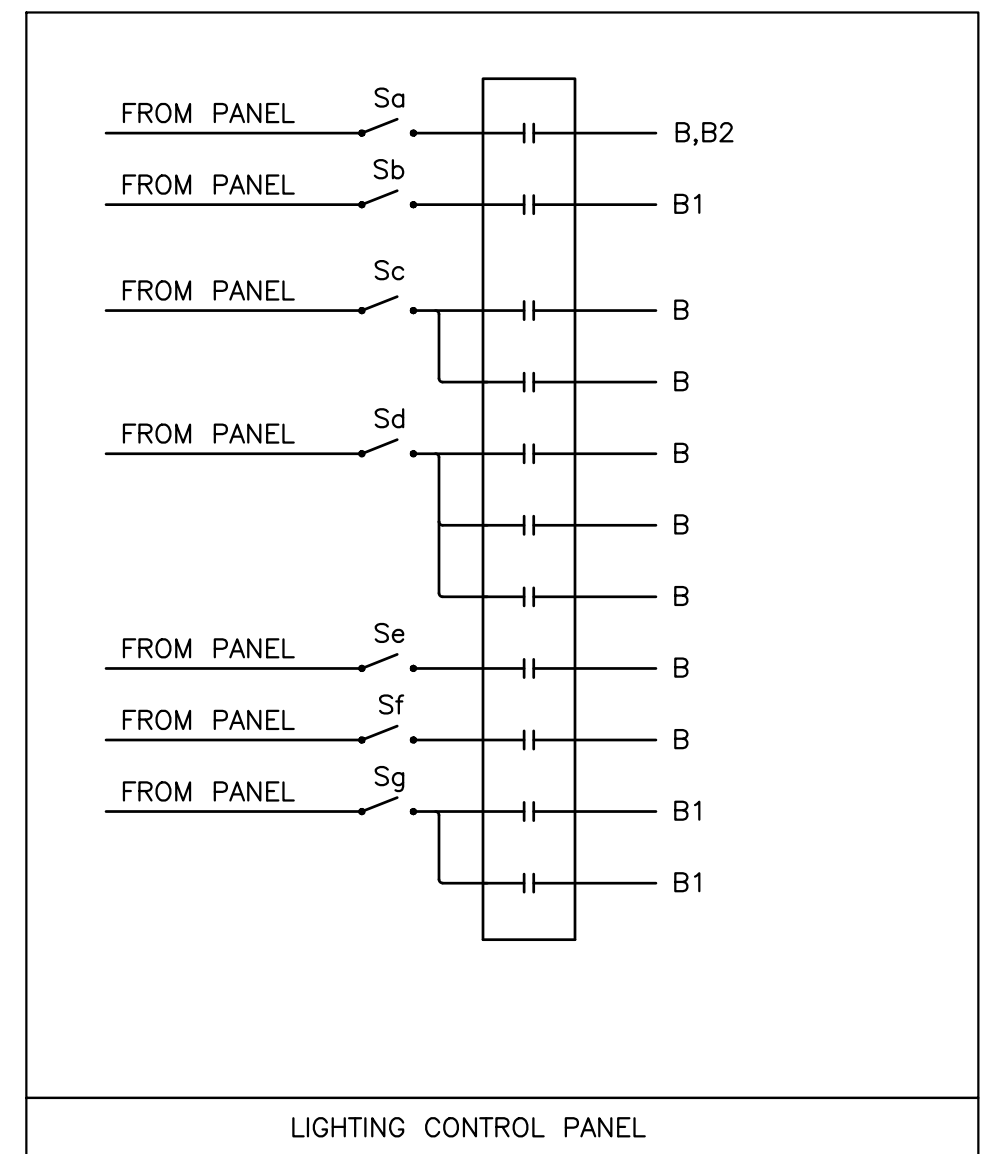 Sa
FROM PANEL
B,B2
Sb
FROM PANEL
B1
Sc
FROM PANEL
B
B
Sd
FROM PANEL
B
B
B
Se
FROM PANEL
B
Sf
FROM PANEL
B
Sg
FROM PANEL
B1
B1
LIGHTING CONTROL PANEL